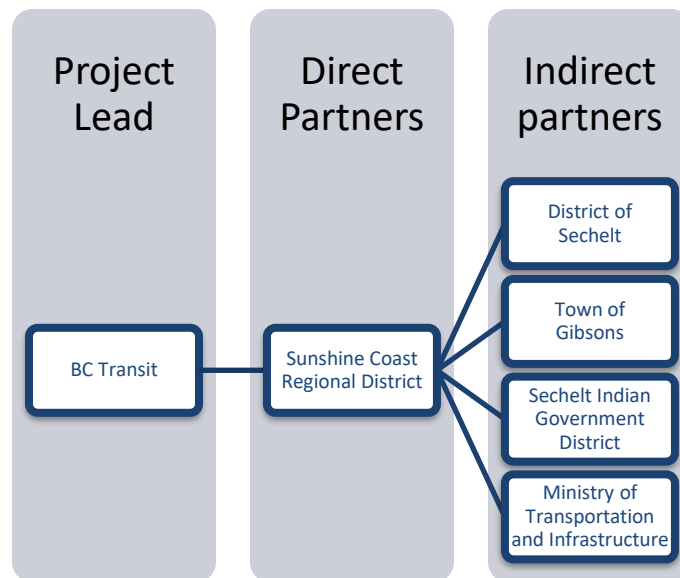 Project
Lead
Direct
Partners
Indirect
partners
BC Transit
Sunshine Coast
Regional District
District of
Sechelt
Town of
Gibsons
Sechelt Indian
Government
District
Ministry of
Transportation
and Infrastructure